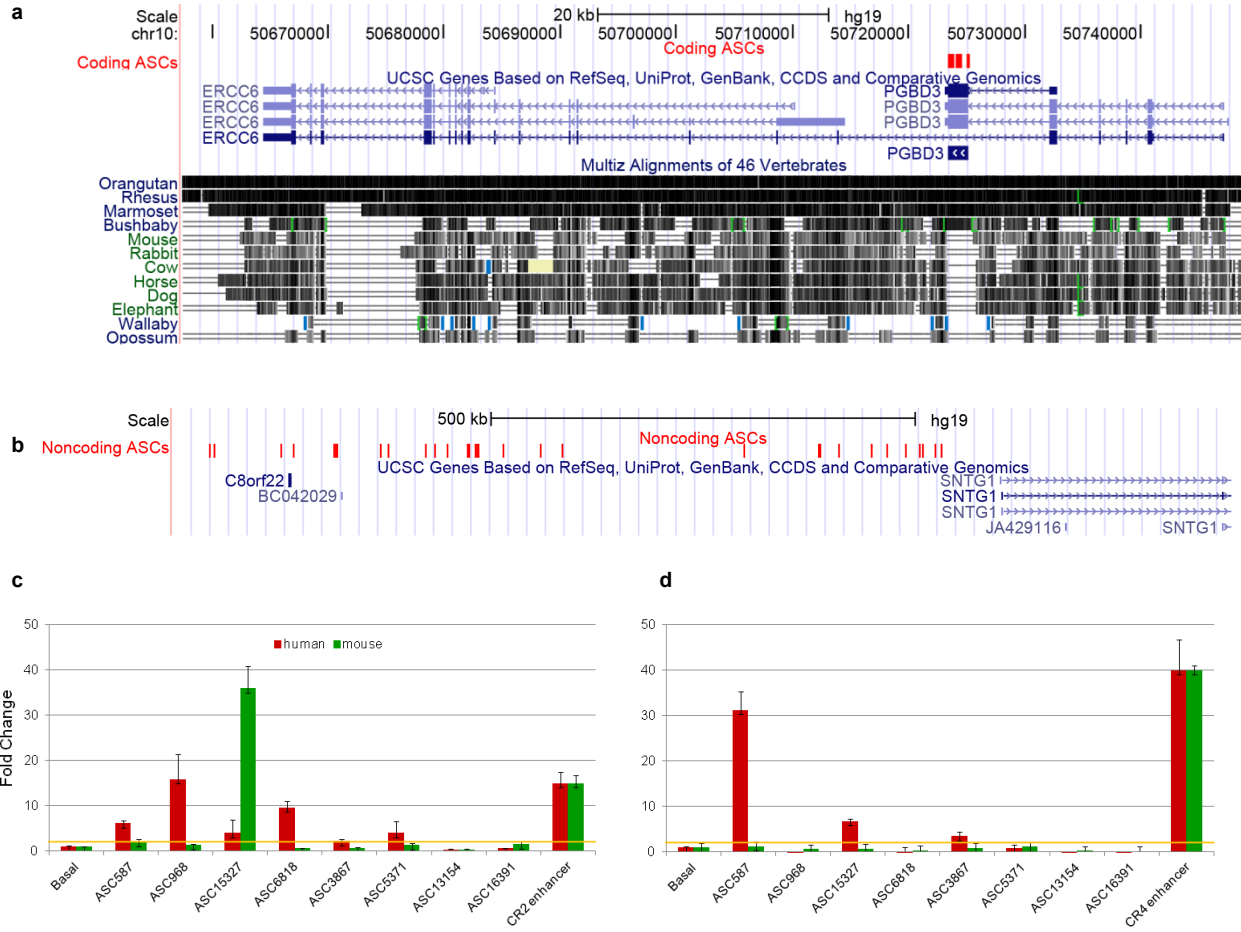 a
Scale 20 kb hg19
chr10: 50670000 50680000 50690000 50700000 50710000 50720000 50730000 50740000
Coding ASCs
Coding ASCs
UCSC Genes Based on RefSeq, UniProt, GenBank, CCDS and Comparative Genomics
ERCC6 PGBD3
ERCC6 PGBD3
ERCC6 PGBD3
ERCC6
PGBD3
Multiz Alignments of 46 Vertebrates
Orangutan
Rhesus
Marmoset
Bushbaby
Mouse
Rabbit
Cow
Horse
Dog
Elephant
Wallaby
Opossum
b
Scale 500 kb hg19
Noncoding ASCs
Noncoding ASCs
UCSC Genes Based on RefSeq, UniProt, GenBank, CCDS and Comparative Genomics
C8orf22 SNTG1
BC042029 SNTG1
SNTG1
JA429116 SNTG1
c
Fold Change
50
40
30
20
10
0
human mouse
Basal
ASC587
ASC968
ASC15327
ASC6818
ASC3867
ASC5371
ASC13154
ASC16391
CR2 enhancer
d
50
40
30
20
10
0
Basal
ASC587
ASC968
ASC15327
ASC6818
ASC3867
ASC5371
ASC13154
ASC16391
CR4 enhancer